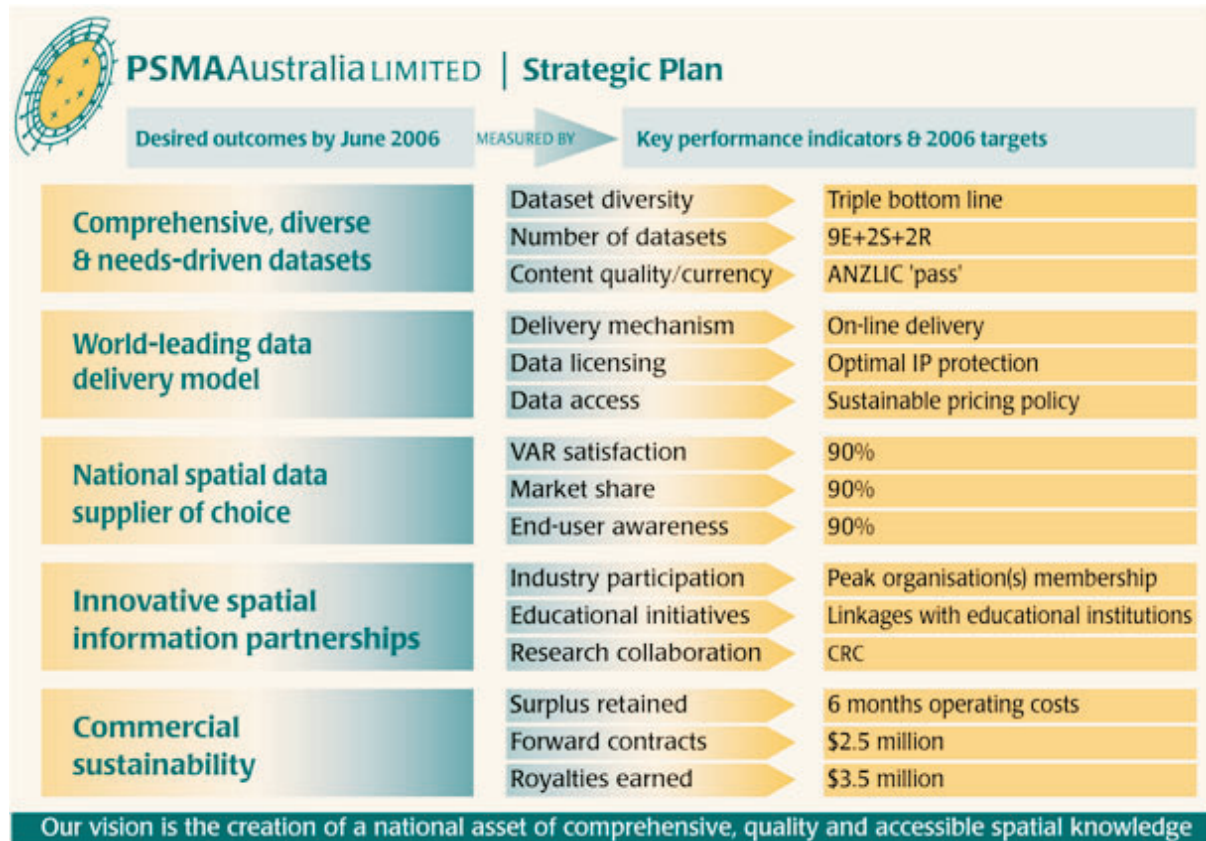 PSMAAustralia LIMITED | Strategic Plan
Desired outcomes by June 2006 MEASURED BY Key performance indicators & 2006 targets
Comprehensive, diverse
& needs-driven datasets
Dataset diversity Triple bottom line
Number of datasets 9E+2S+2R
Content quality/currency ANZLIC 'pass'
World-leading data
delivery model
Delivery mechanism On-line delivery
Data licensing Optimal IP protection
Data access Sustainable pricing policy
National spatial data
supplier of choice
VAR satisfaction 90%
Market share 90%
End-user awareness 90%
Innovative spatial
information partnerships
Industry participation Peak organisation(s) membership
Educational initiatives Linkages with educational institutions
Research collaboration CRC
Commercial
sustainability
Surplus retained 6 months operating costs
Forward contracts $2.5 million
Royalties earned $3.5 million
Our vision is the creation of a national asset of comprehensive, quality and accessible spatial knowledge